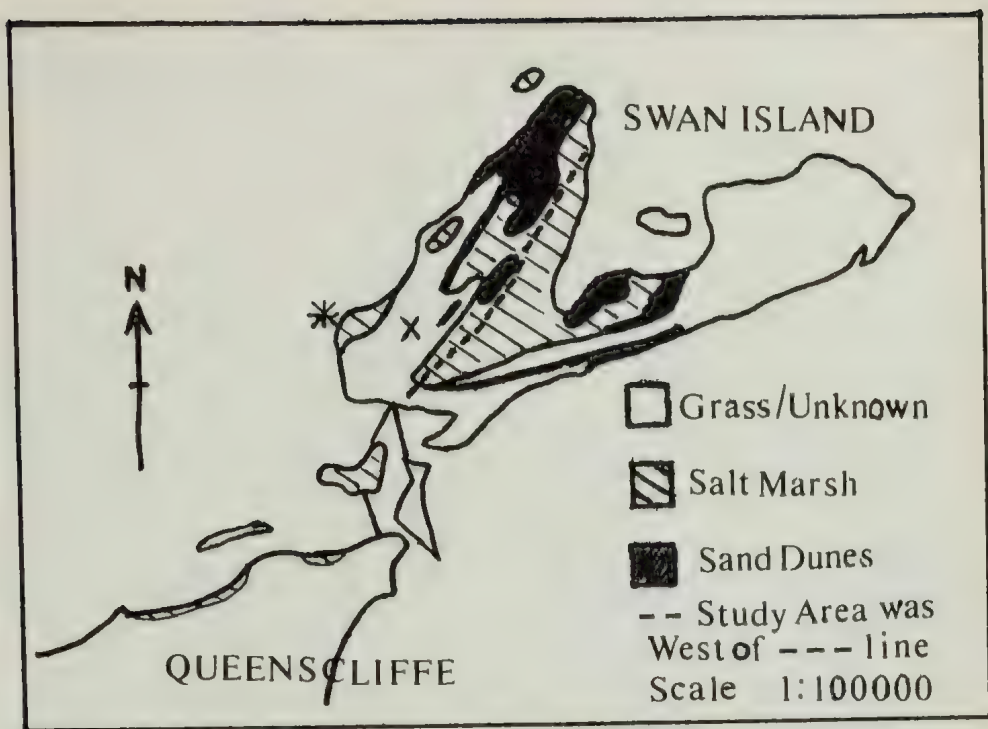 SWAN ISLAND
N
X
Grass/Unknown
Salt Marsh
Sand Dunes
-- Study Area was
West of --- line
QUEENSCLIFFE
Scale 1:100000